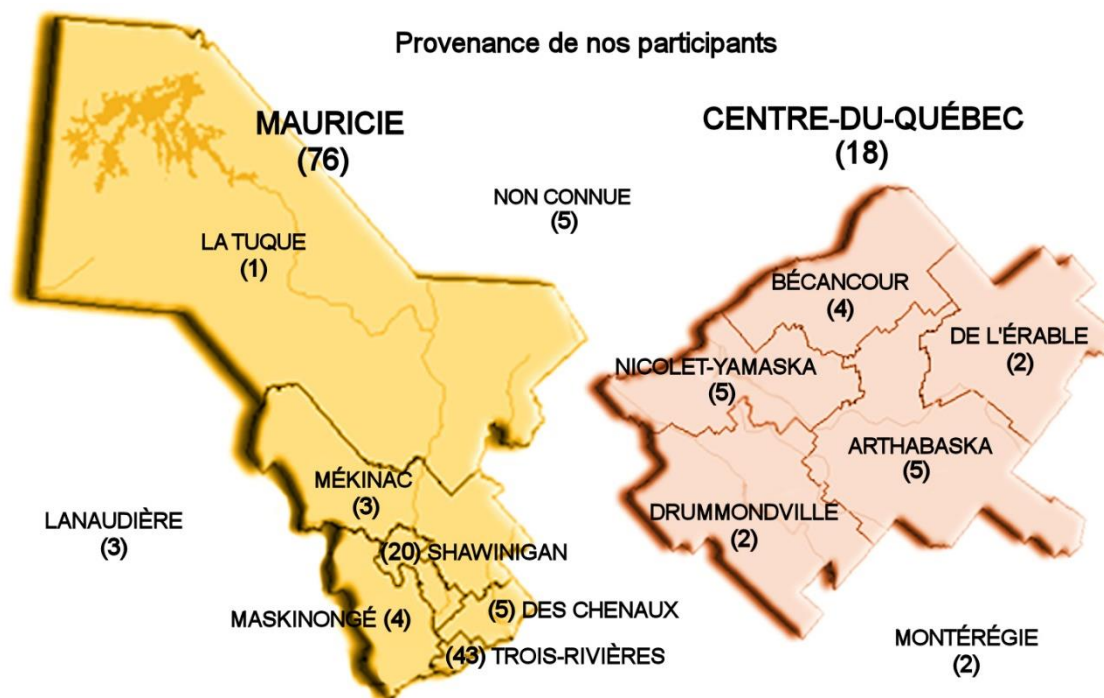 Provenance de nos participants
MAURICIE
(76)
CENTRE-DU-QUÉBEC
(18)
NON CONNUE
(5)
LA TUQUE
(1)
BÉCANCOUR
(4)
DE L'ÉRABLE
(2)
NICOLET-YAMASKA
(5)
ARTHABASKA
(5)
MÉKINAC
(3)
LANAUDIÈRE
(3)
DRUMMONDVILLE
(2)
(20) SHAWINIGAN
MASKINONGÉ (4)
(5) DES CHENAUX
(43) TROIS-RIVIÈRES
MONTÉRÉGIE
(2)